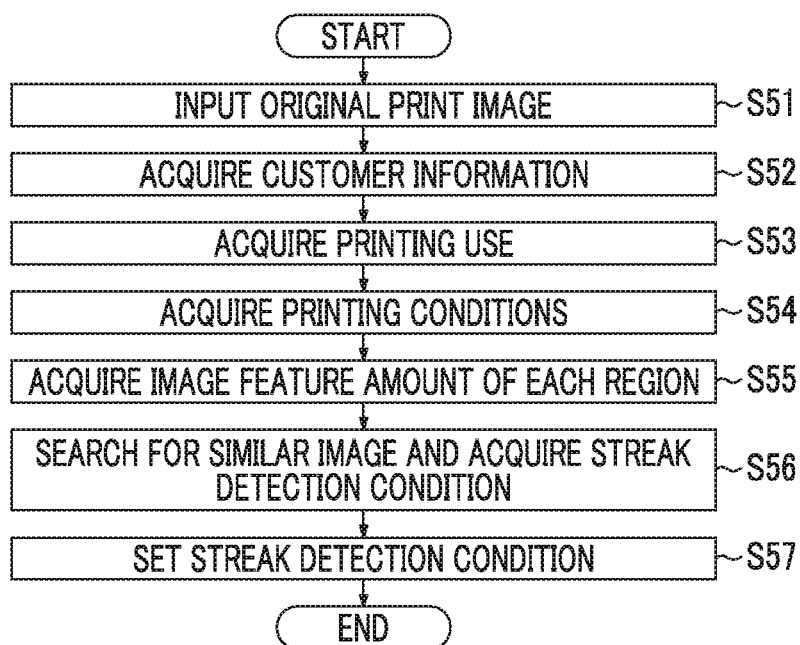 START
INPUT ORIGINAL PRINT IMAGE ~S51
ACQUIRE CUSTOMER INFORMATION ~S52
ACQUIRE PRINTING USE ~S53
ACQUIRE PRINTING CONDITIONS ~S54
ACQUIRE IMAGE FEATURE AMOUNT OF EACH REGION ~S55
SEARCH FOR SIMILAR IMAGE AND ACQUIRE STREAK
DETECTION CONDITION ~S56
SET STREAK DETECTION CONDITION ~S57
END